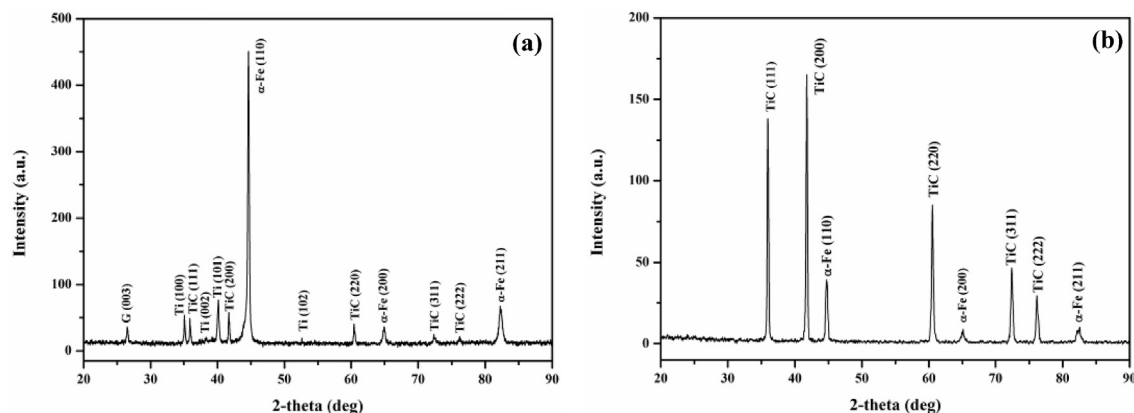 (a)
500
400
300
200
100
0
Intensity (a.u.)
G (003)
Ti (100)
TiC (111)
Ti (002)
Ti (101)
TiC (200)
α-Fe (110)
Ti (102)
TiC (220)
α-Fe (200)
TiC (311)
TiC (222)
α-Fe (211)
20 30 40 50 60 70 80 90
2-theta (deg)
(b)
200
150
100
50
0
Intensity (a.u.)
TiC (111)
TiC (200)
α-Fe (110)
TiC (220)
α-Fe (200)
TiC (311)
TiC (222)
α-Fe (211)
20 30 40 50 60 70 80 90
2-theta (deg)